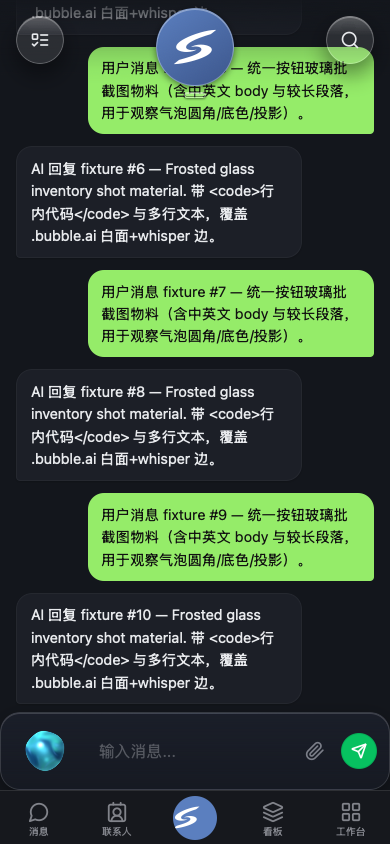 .bubble.ai 白面+whisper 边。
用户消息
— 统一按钮玻璃批
截图物料（含中英文 body 与较长段落，
用于观察气泡圆角/底色/投影）。
AI 回复 fixture #6 — Frosted glass
inventory shot material. 带 <code>行
内代码</code> 与多行文本，覆盖
.bubble.ai 白面+whisper 边。
用户消息 fixture #7 — 统一按钮玻璃批
截图物料（含中英文 body 与较长段落，
用于观察气泡圆角/底色/投影）。
AI 回复 fixture #8 — Frosted glass
inventory shot material. 带 <code>行
内代码</code> 与多行文本，覆盖
.bubble.ai 白面+whisper 边。
用户消息 fixture #9 — 统一按钮玻璃批
截图物料（含中英文 body 与较长段落，
用于观察气泡圆角/底色/投影）。
AI 回复 fixture #10 — Frosted glass
inventory shot material. 带 <code>行
内代码</code> 与多行文本，覆盖
.bubble.ai 白面+whisper 边。
输入消息...
消息 联系人 看板 工作台